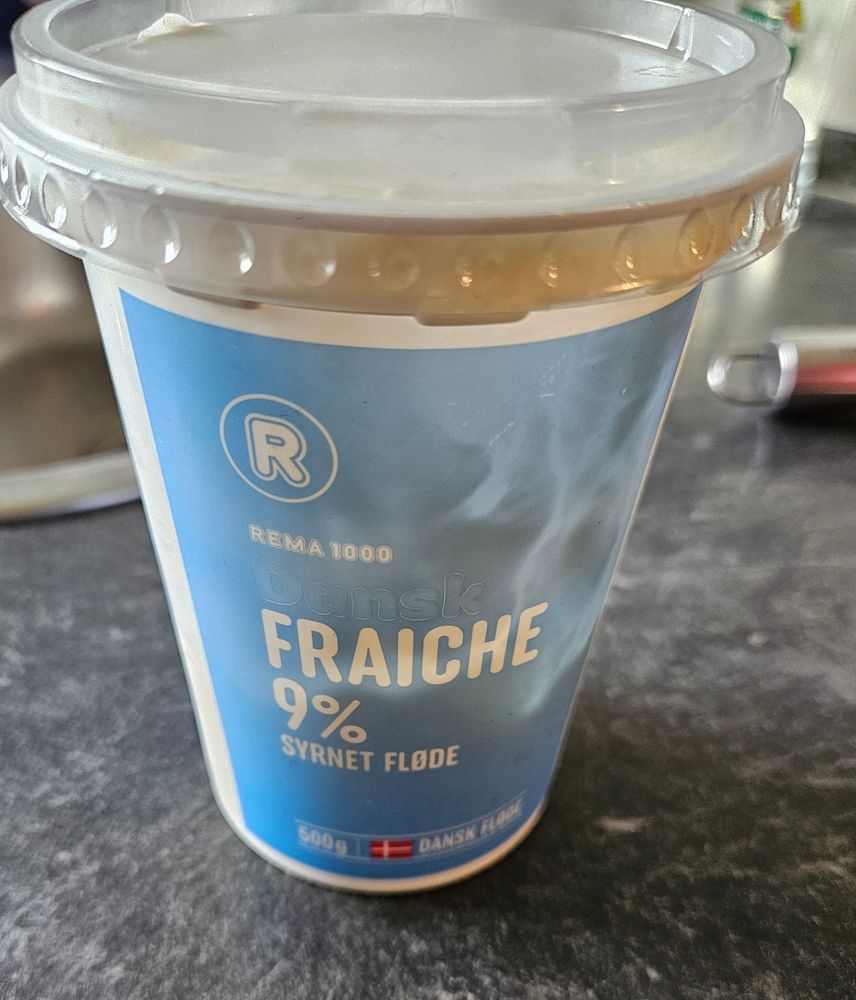 R
REMA 1000
Dansk
FRAICHE
9%
SYRNET FLØDE
500g DANSK FLØDE